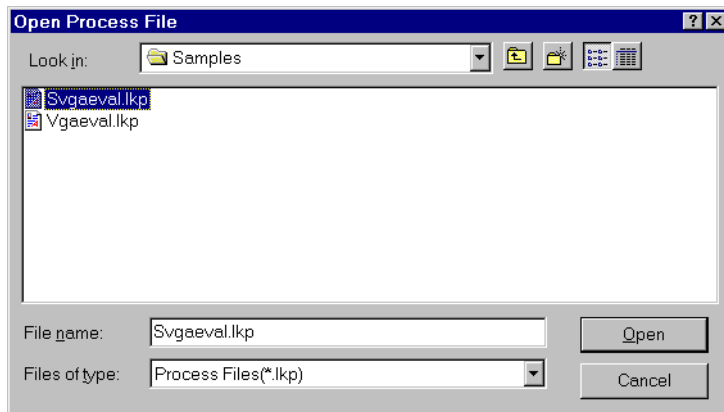 Open Process File
Look in: Samples
Svgaeval.lkp
Vgaeval.lkp
File name: Svgaeval.lkp Open
Files of type: Process Files(*.lkp) Cancel